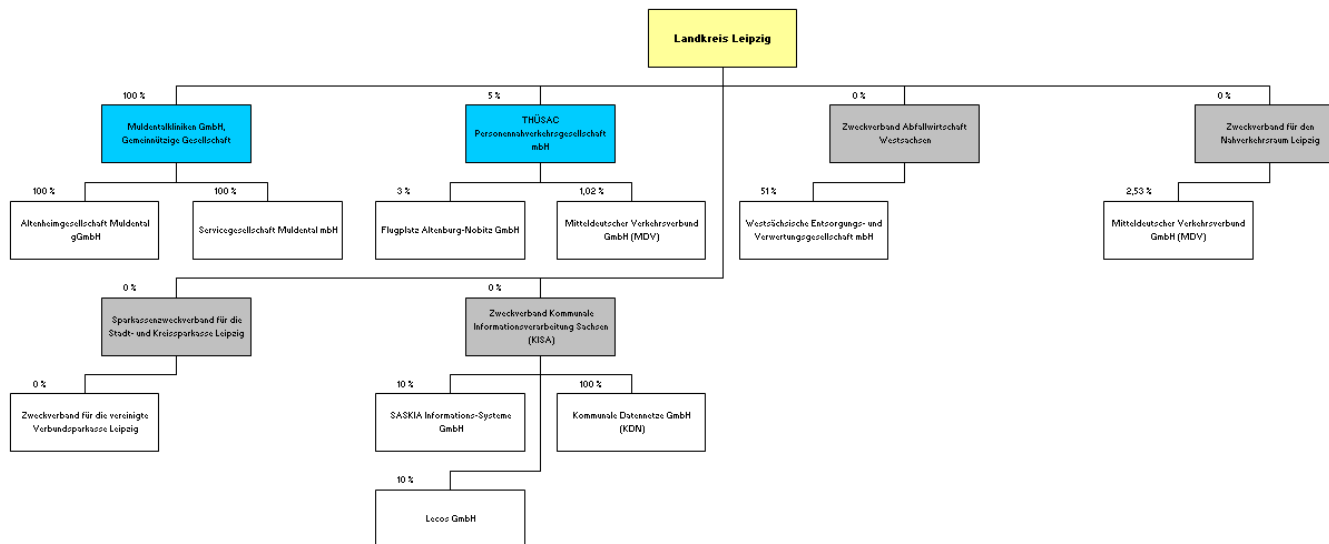 Landkreis Leipzig
100 %
5 %
0 %
0 %
Muldentalkliniken GmbH,
Gemeinnützige Gesellschaft
THÜSAC
Personennahverkehrsgesellschaft
mbH
Zweckverband Abfallwirtschaft
Westsachsen
Zweckverband für den
Nahverkehrsraum Leipzig
100 %
100 %
3 %
1,02 %
51 %
2,53 %
Altenheimgesellschaft Muldental
gGmbH
Servicegesellschaft Muldental mbH
Flugplatz Altenburg-Nobitz GmbH
Mitteldeutscher Verkehrsverbund
GmbH (MDV)
Westsächsische Entsorgungs- und
Verwertungsgesellschaft mbH
Mitteldeutscher Verkehrsverbund
GmbH (MDV)
0 %
0 %
Sparkassenzweckverband für die
Stadt- und Kreissparkasse Leipzig
Zweckverband Kommunale
Informationsverarbeitung Sachsen
(KISA)
0 %
10 %
100 %
Zweckverband für die vereinigte
Verbundsparkasse Leipzig
SASKIA Informations-Systeme
GmbH
Kommunale Datennetze GmbH
(KDN)
10 %
Lecos GmbH